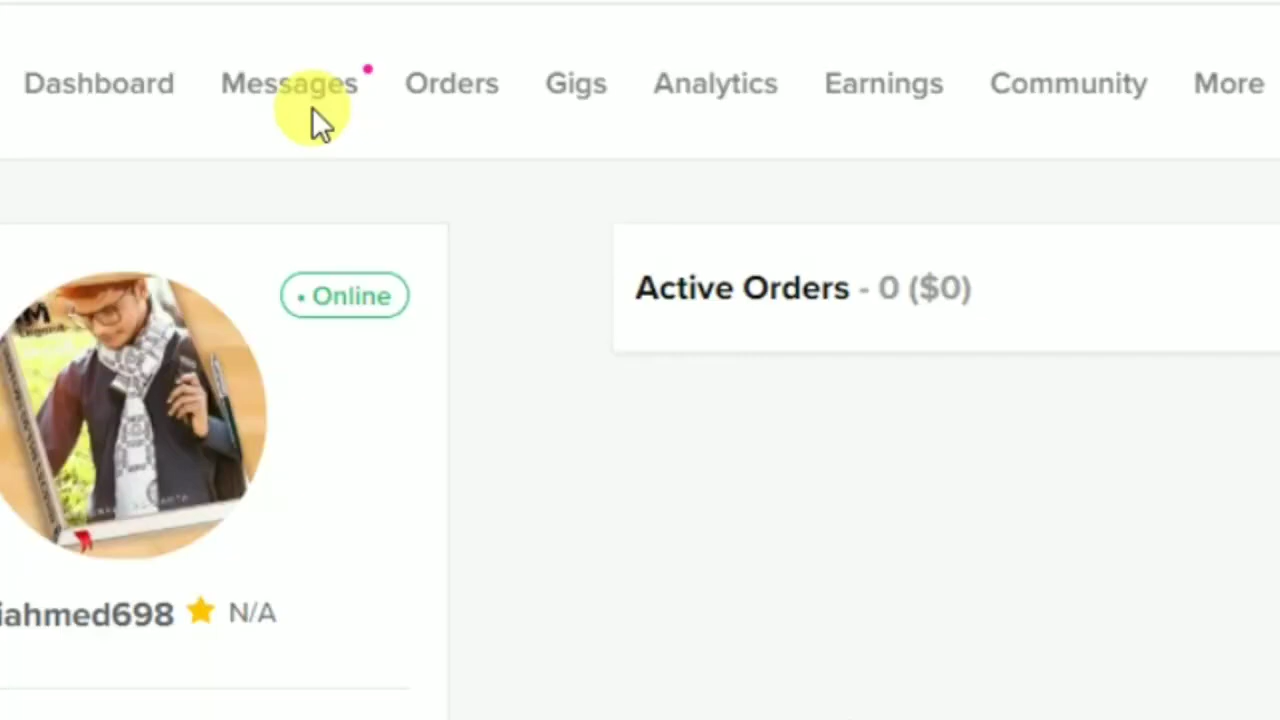 Dashboard Messages Orders Gigs Analytics Earnings Community More
• Online
Active Orders - 0 ($0)
iahmed698 N/A